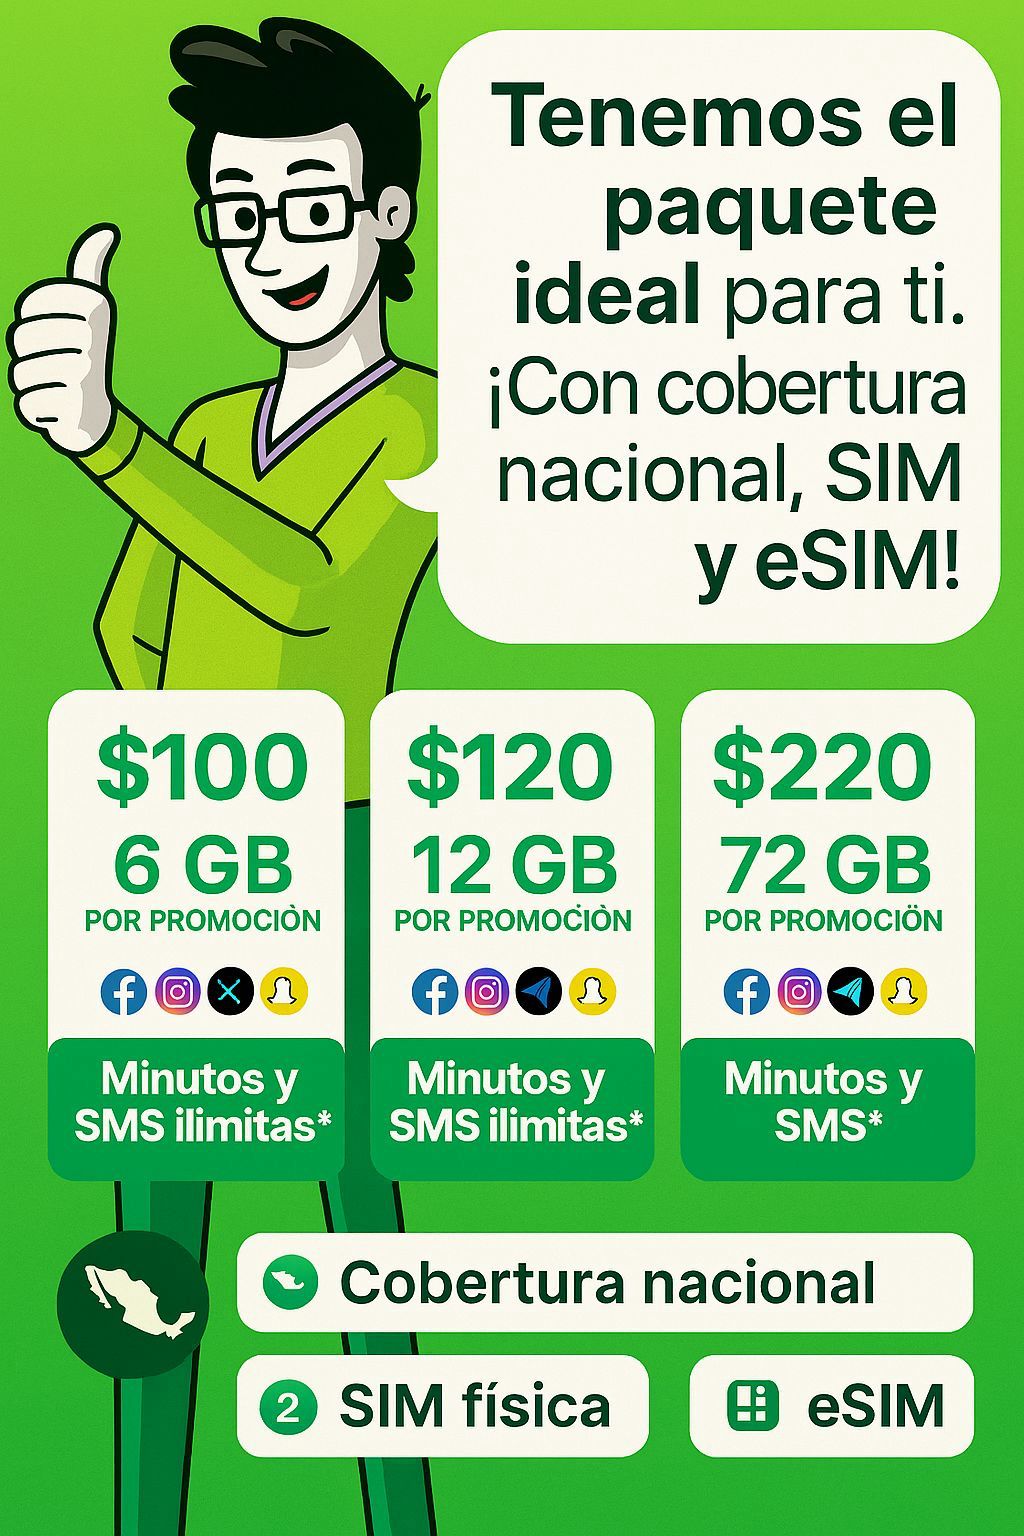 Tenemos el
paquete
ideal para ti.
¡Con cobertura
nacional, SIM
y eSIM!
$100
6 GB
POR PROMOCIÒN
Minutos y
SMS ilimitas*
$120
12 GB
POR PROMOĊIÒN
Minutos y
SMS ilimitas*
$220
72 GB
POR PROMOĊIÖN
Minutos y
SMS*
Cobertura nacional
2 SIM física
eSIM